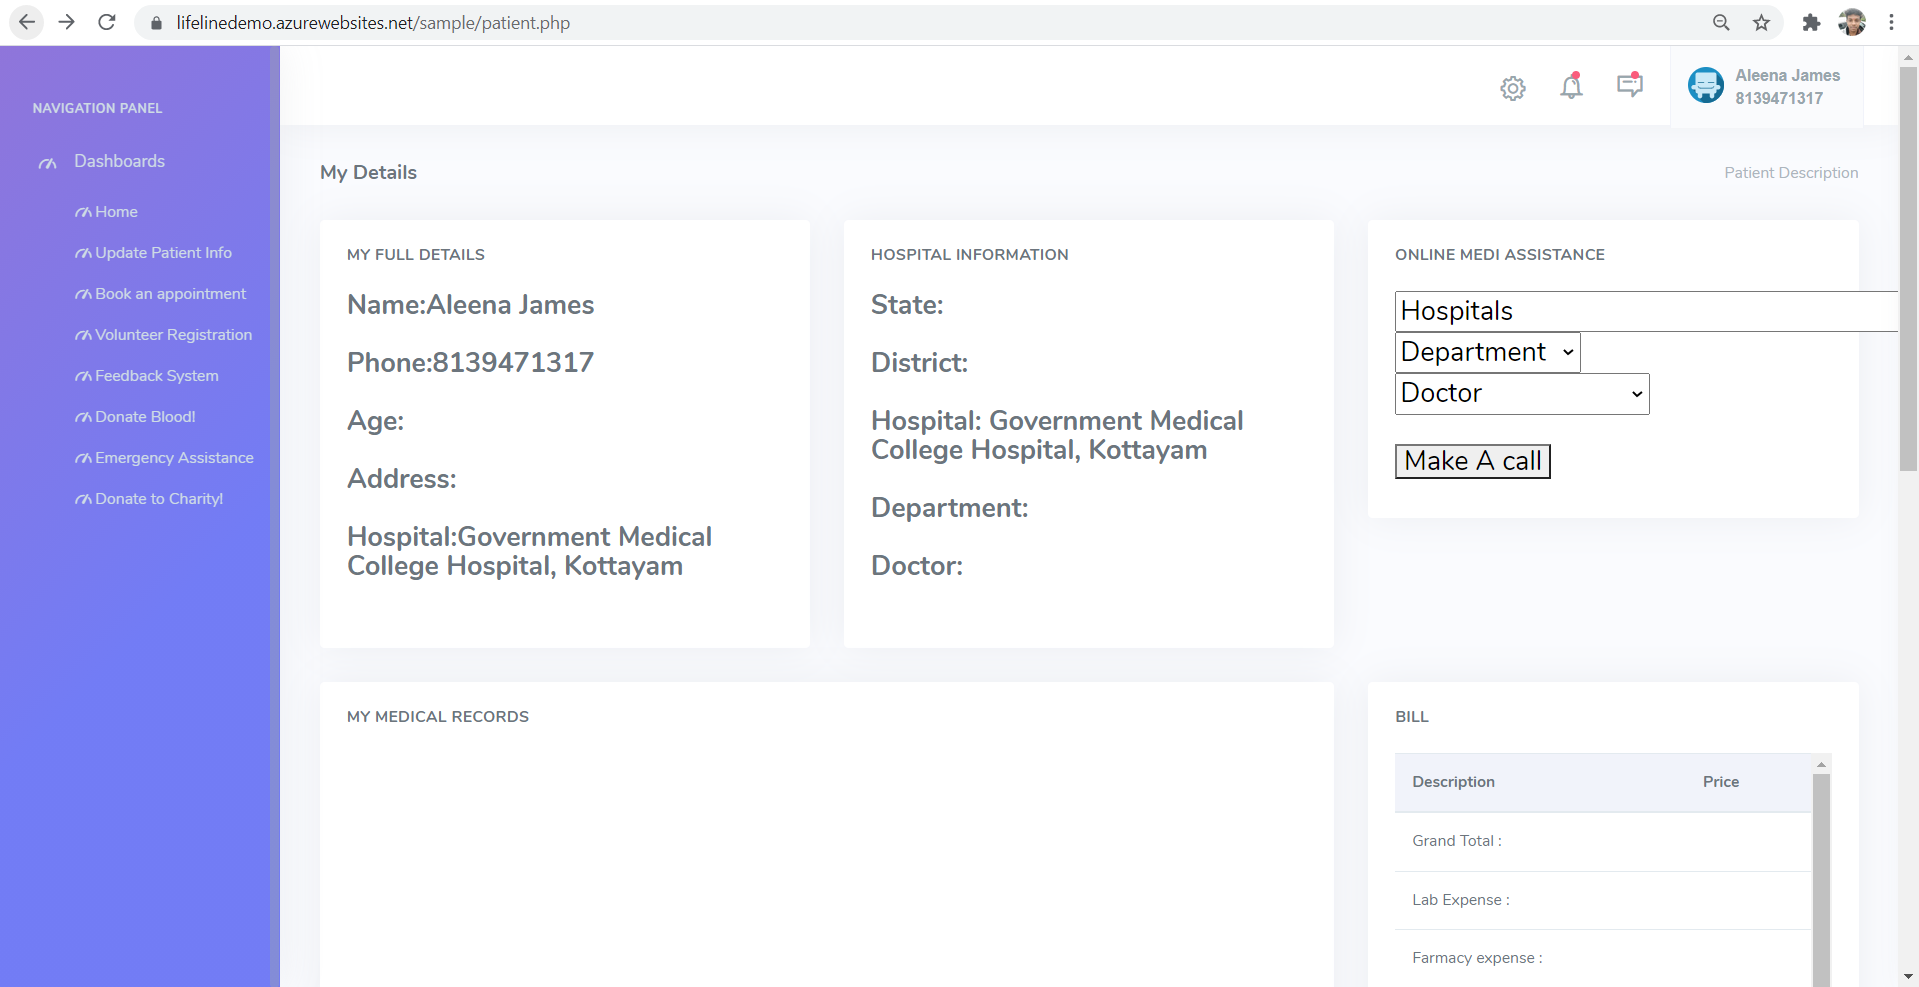 lifelinedemo.azurewebsites.net/sample/patient.php
NAVIGATION PANEL
Dashboards
Home
Update Patient Info
Book an appointment
Volunteer Registration
Feedback System
Donate Blood!
Emergency Assistance
Donate to Charity!
Aleena James
8139471317
My Details
Patient Description
MY FULL DETAILS
Name:Aleena James
Phone:8139471317
Age:
Address:
Hospital:Government Medical
College Hospital, Kottayam
HOSPITAL INFORMATION
State:
District:
Hospital: Government Medical
College Hospital, Kottayam
Department:
Doctor:
ONLINE MEDI ASSISTANCE
Hospitals
Department
Doctor
Make A call
MY MEDICAL RECORDS
BILL
Description Price
Grand Total :
Lab Expense :
Farmacy expense :